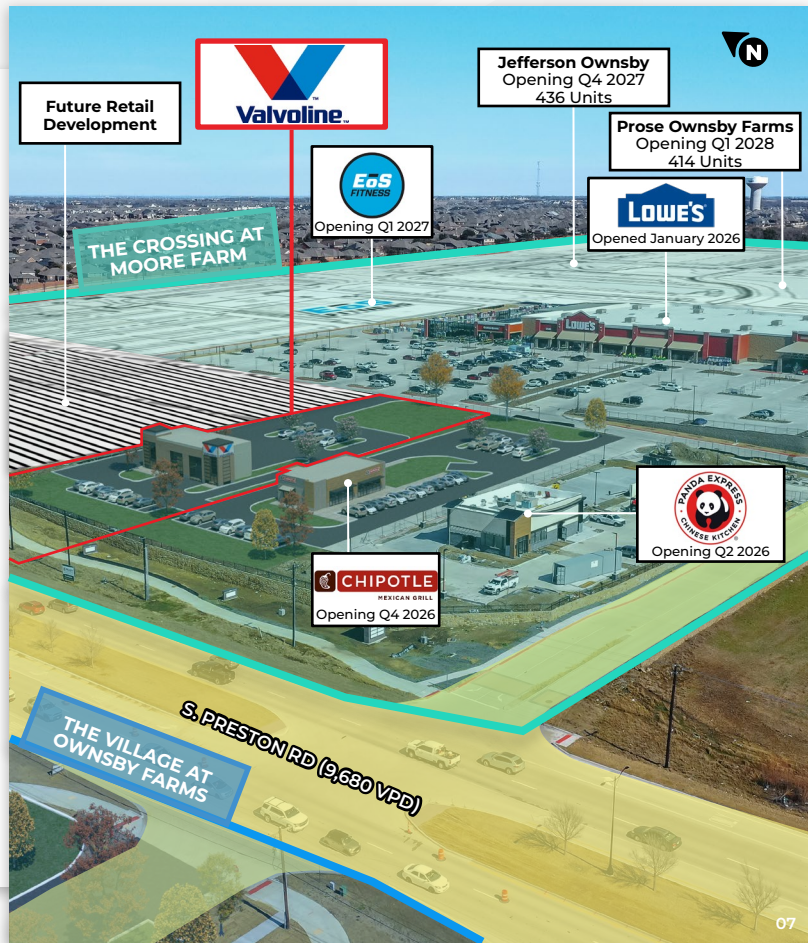 N
Jefferson Ownsby
Opening Q4 2027
436 Units
Valvoline™
Future Retail
Development
Prose Ownsby Farms
Opening Q1 2028
414 Units
EōS
FITNESS
Opening Q1 2027
LOWE'S
Opened January 2026
THE CROSSING AT
MOORE FARM
LOWE'S
PANDA EXPRESS
CHINESE KITCHEN
Opening Q2 2026
CHIPOTLE
MEXICAN GRILL
Opening Q4 2026
S. PRESTON RD (9,680 VPD)
THE VILLAGE AT
OWNSBY FARMS
07